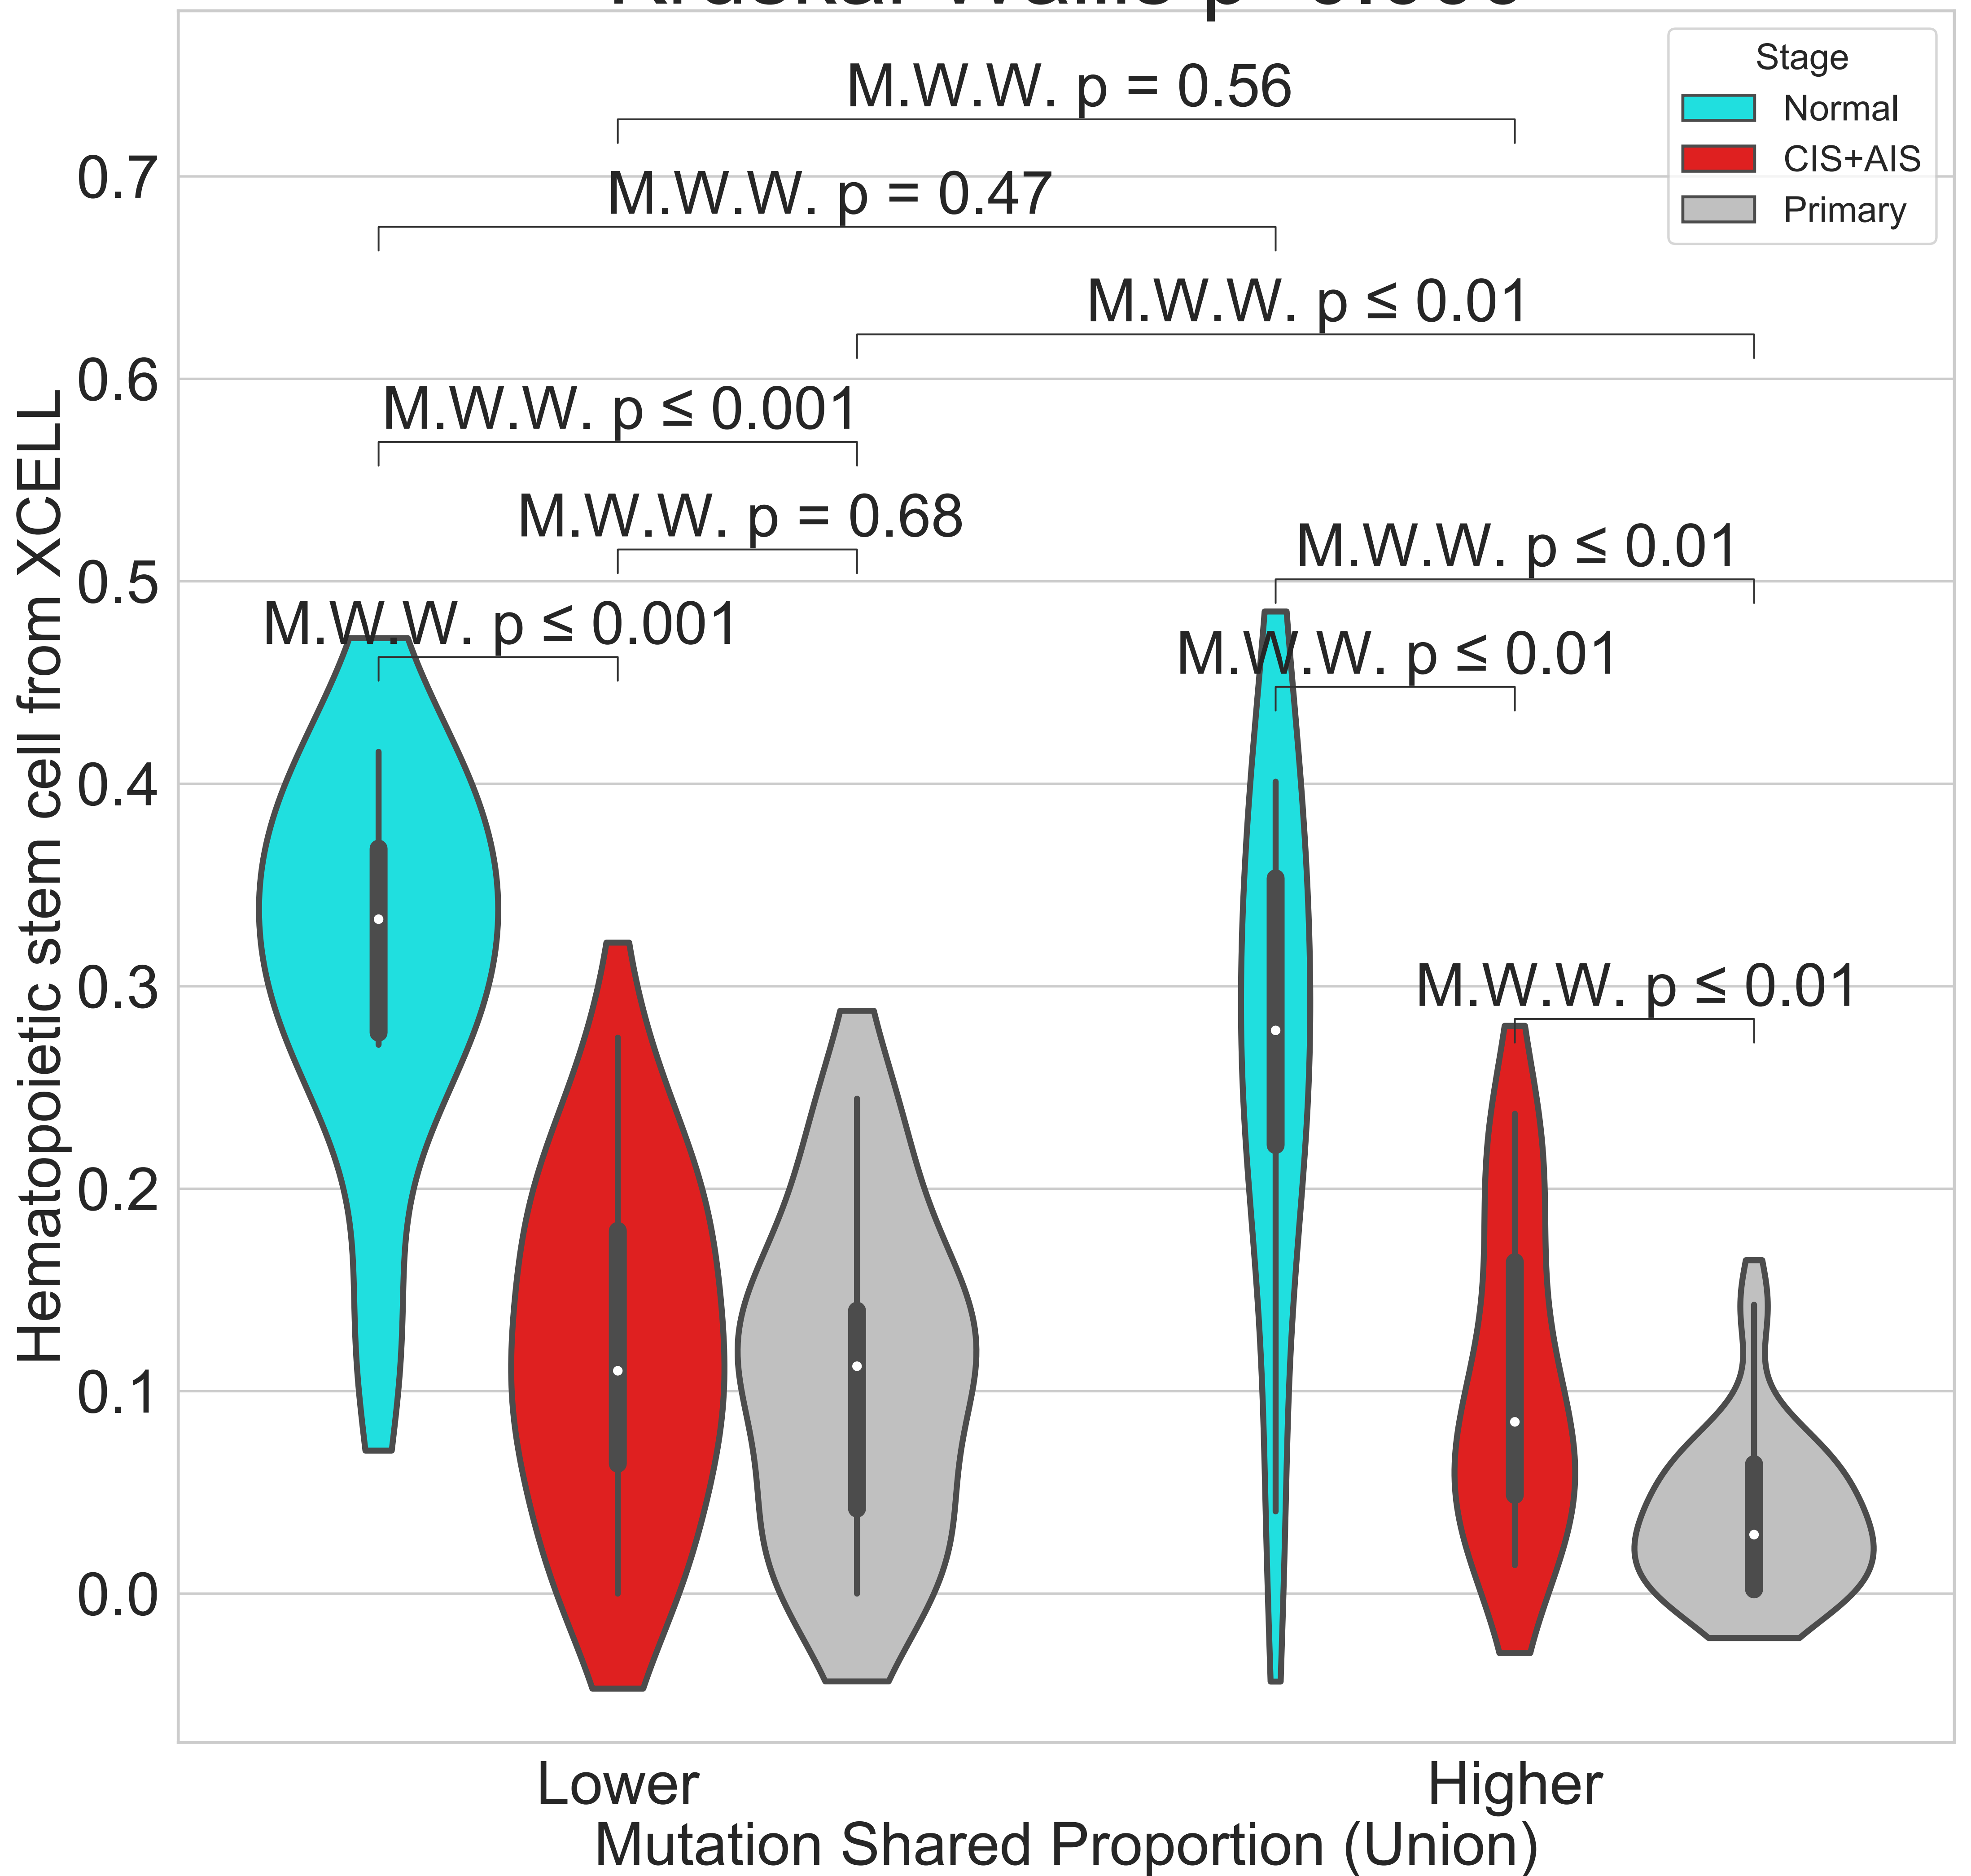 Stage
Normal
CIS+AIS
Primary
M.W.W. p = 0.56
M.W.W. p = 0.47
M.W.W. p ≤ 0.01
M.W.W. p ≤ 0.001
M.W.W. p = 0.68
M.W.W. p ≤ 0.001
M.W.W. p ≤ 0.01
M.W.W. p ≤ 0.01
M.W.W. p ≤ 0.01
0.7
0.6
0.5
0.4
0.3
0.2
0.1
0.0
Hematopoietic stem cell from XCELL
Lower
Higher
Mutation Shared Proportion (Union)